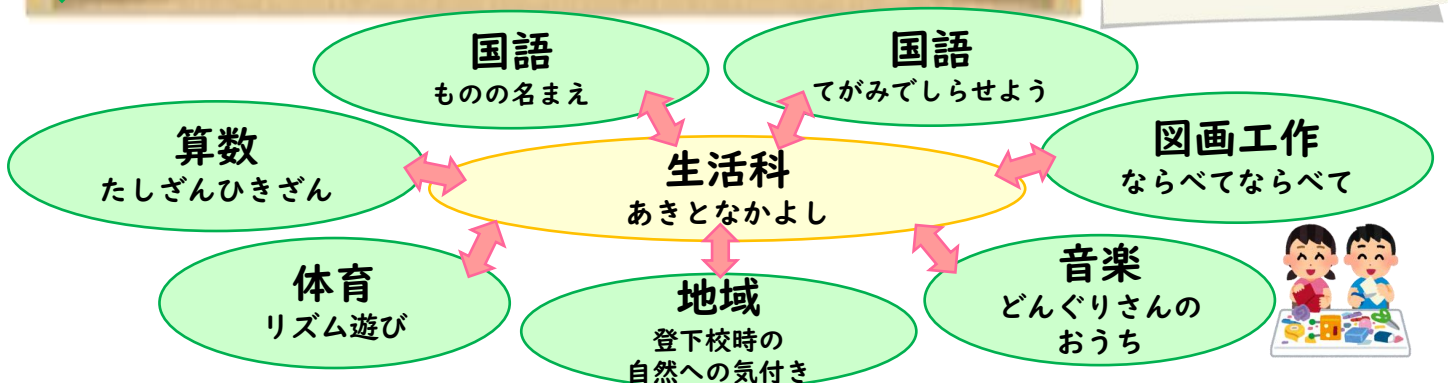 国語
ものの名まえ
国語
てがみでしらせよう
算数
たしざんひきざん
生活科
あきとなかよし
図画工作
ならべてならべて
体育
リズム遊び
地域
登下校時の
自然への気付き
音楽
どんぐりさんの
おうち